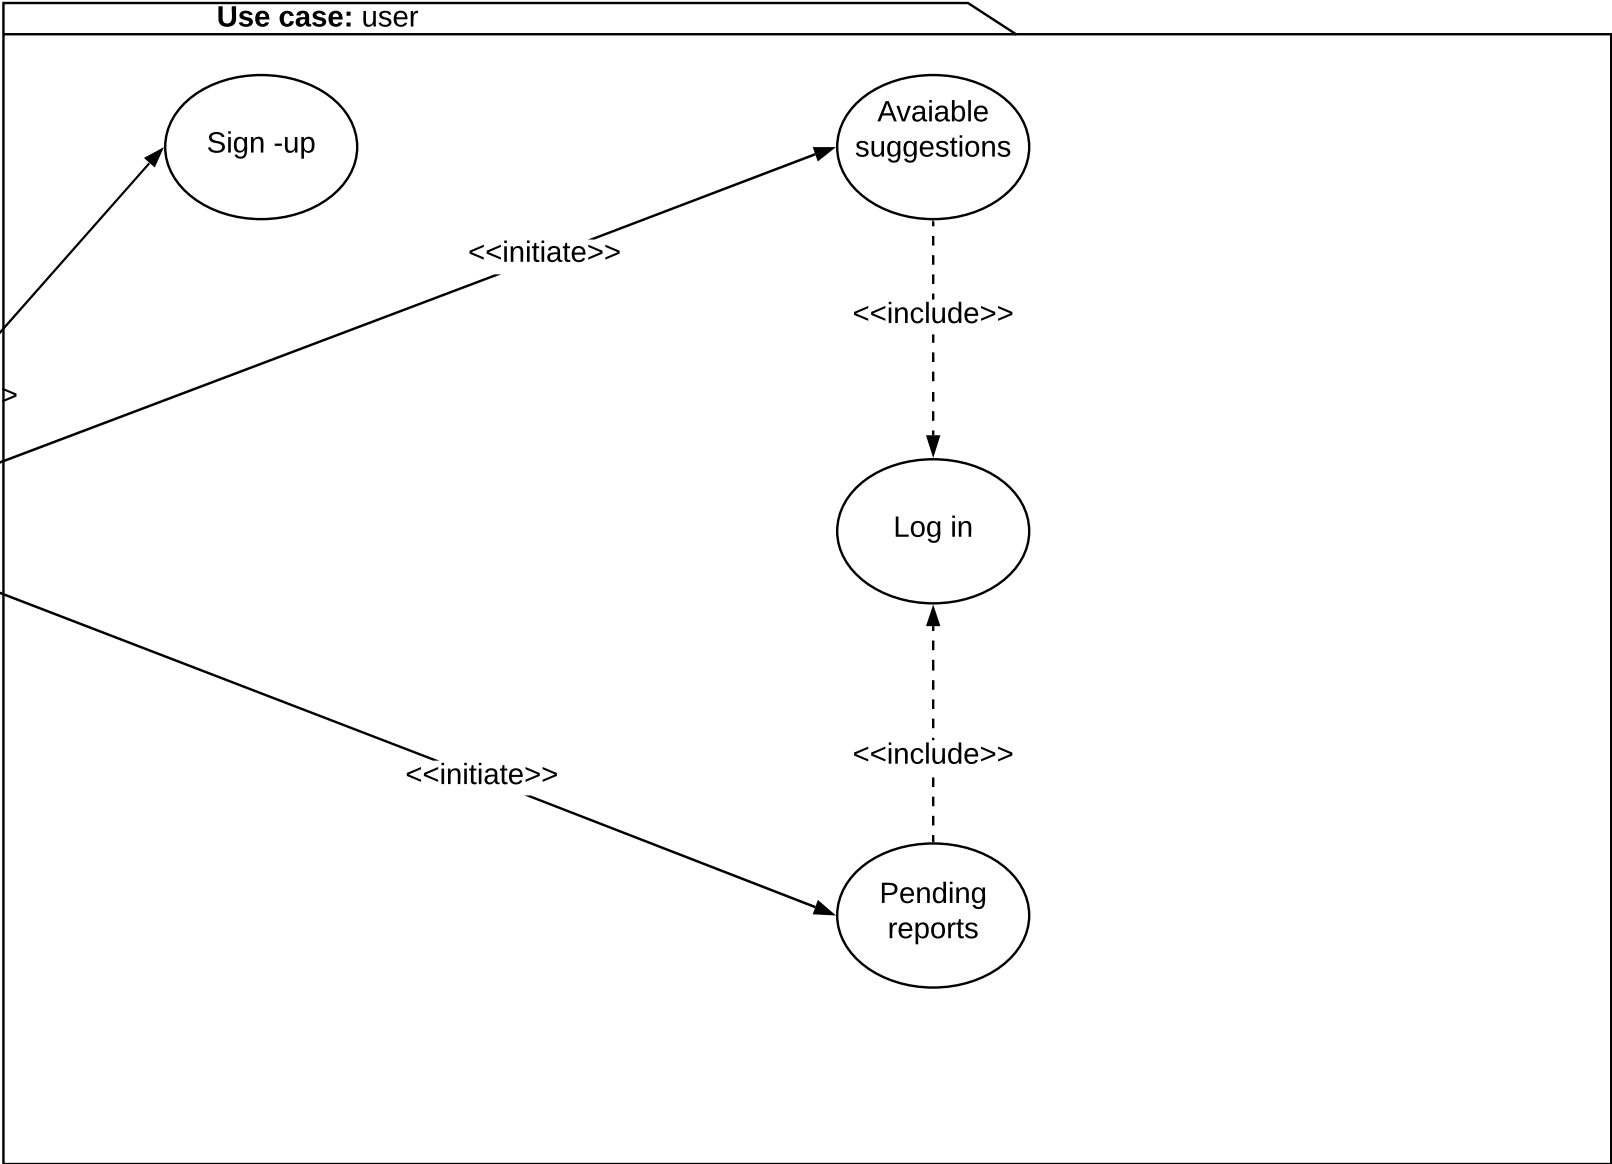 Use case: user
Sign -up
Avaiable
suggestions
<<initiate>>
<<include>>
>
Log in
<<include>>
<<initiate>>
Pending
reports